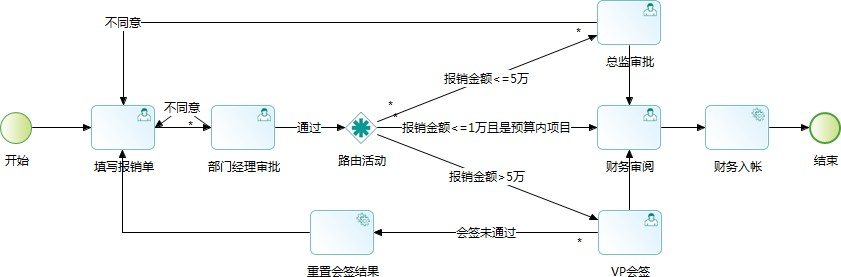 不同意
总监审批
报销金额<=5万
*
*
不同意
*
通过
*
报销金额<=1万且是预算内项目
开始
填写报销单
部门经理审批
路由活动
财务审阅
财务入帐
结束
报销金额>5万
会签未通过
*
重置会签结果
VP会签